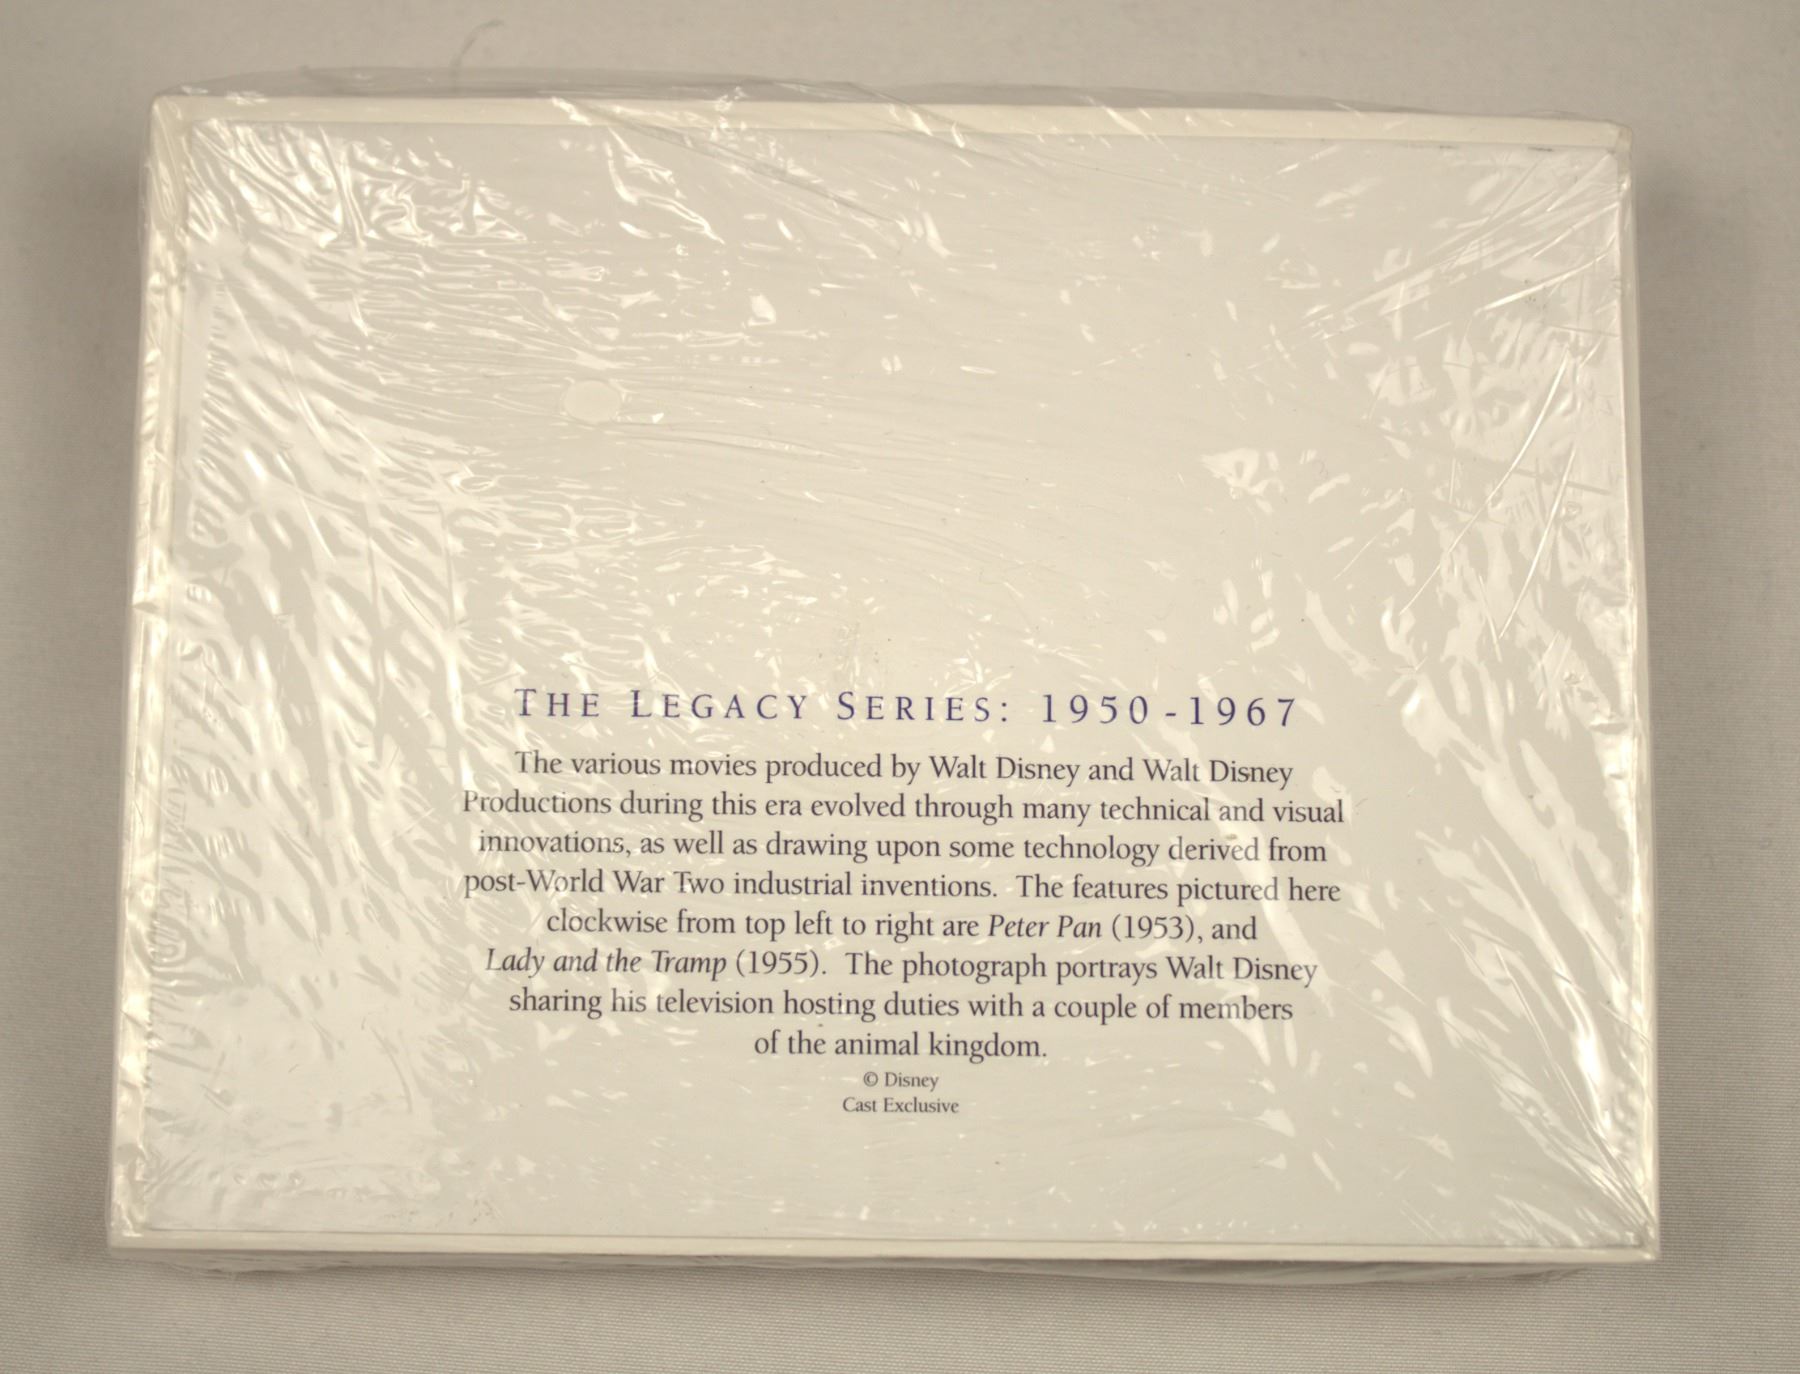 THE LEGACY SERIES: 1950-1967
The various movies produced by Walt Disney and Walt Disney
Productions during this era evolved through many technical and visual
innovations, as well as drawing upon some technology derived from
post-World War Two industrial inventions. The features pictured here
clockwise from top left to right are Peter Pan (1953), and
Lady and the Tramp (1955). The photograph portrays Walt Disney
sharing his television hosting duties with a couple of members
of the animal kingdom.
© Disney
Cast Exclusive